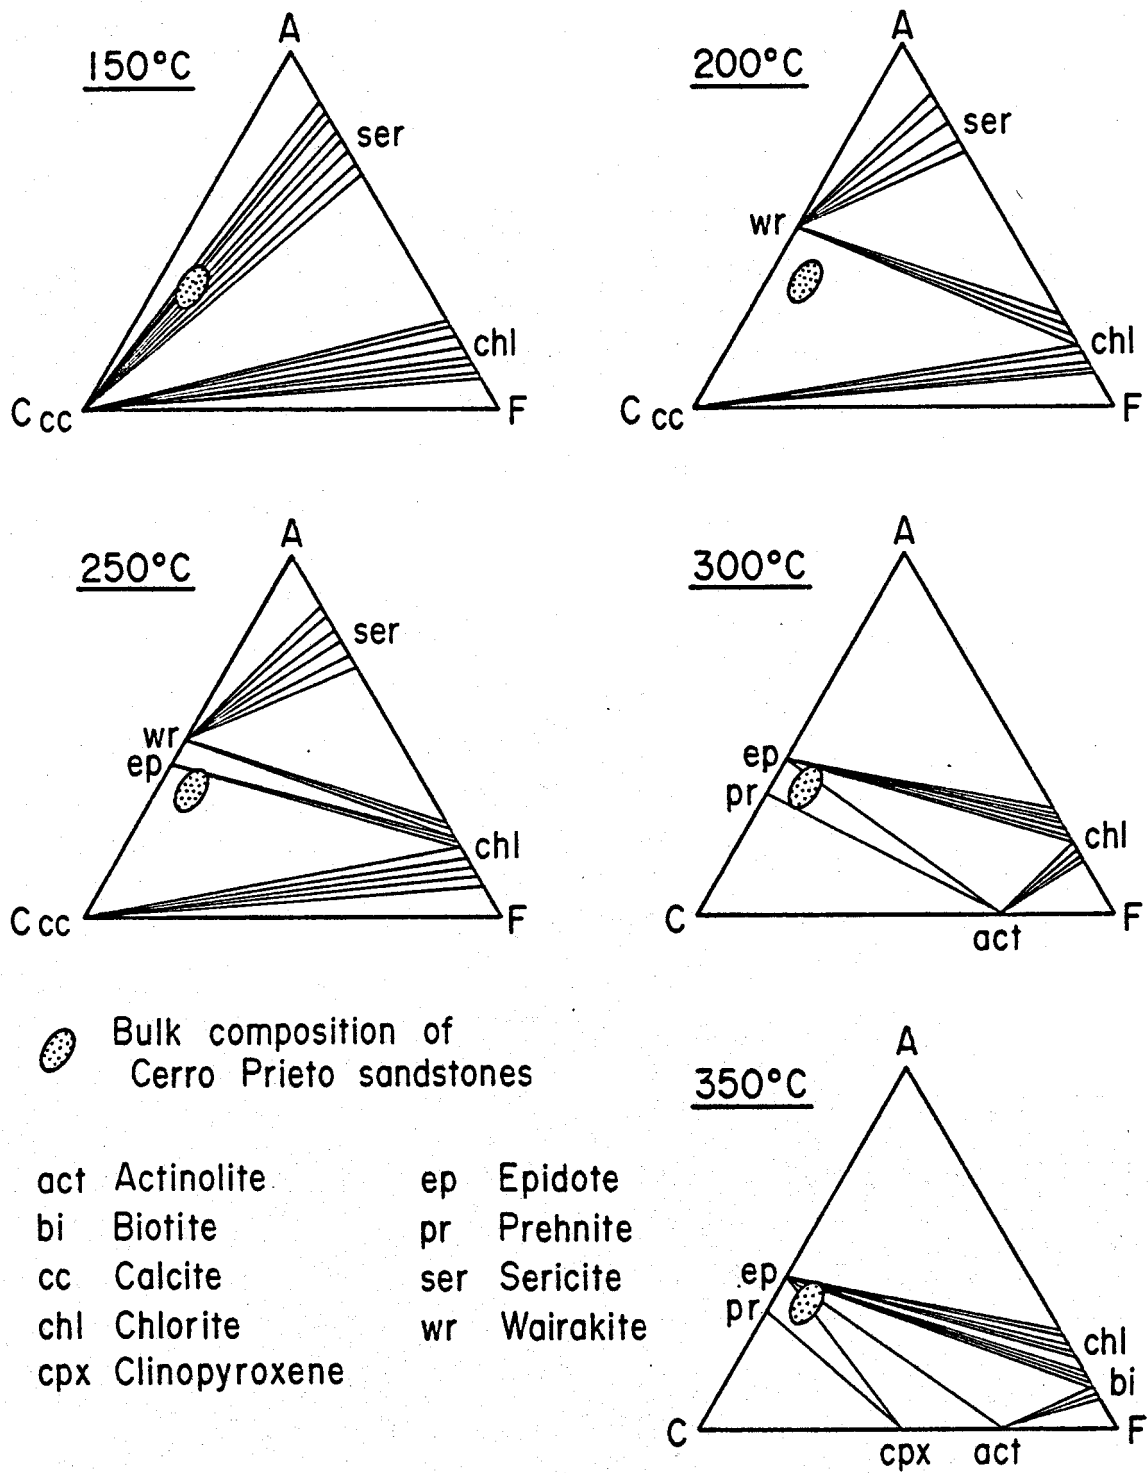 A
150°C
ser
chl
C cc
F
A
200°C
ser
wr
chl
C cc
F
A
250°C
ser
wr
ep
chl
C cc
F
A
300°C
ep
pr
chl
C
F
act
Bulk composition of
Cerro Prieto sandstones
act Actinolite
bi Biotite
cc Calcite
chl Chlorite
cpx Clinopyroxene
ep Epidote
pr Prehnite
ser Sericite
wr Wairakite
A
350°C
ep
pr
chl
bi
C
F
cpx act